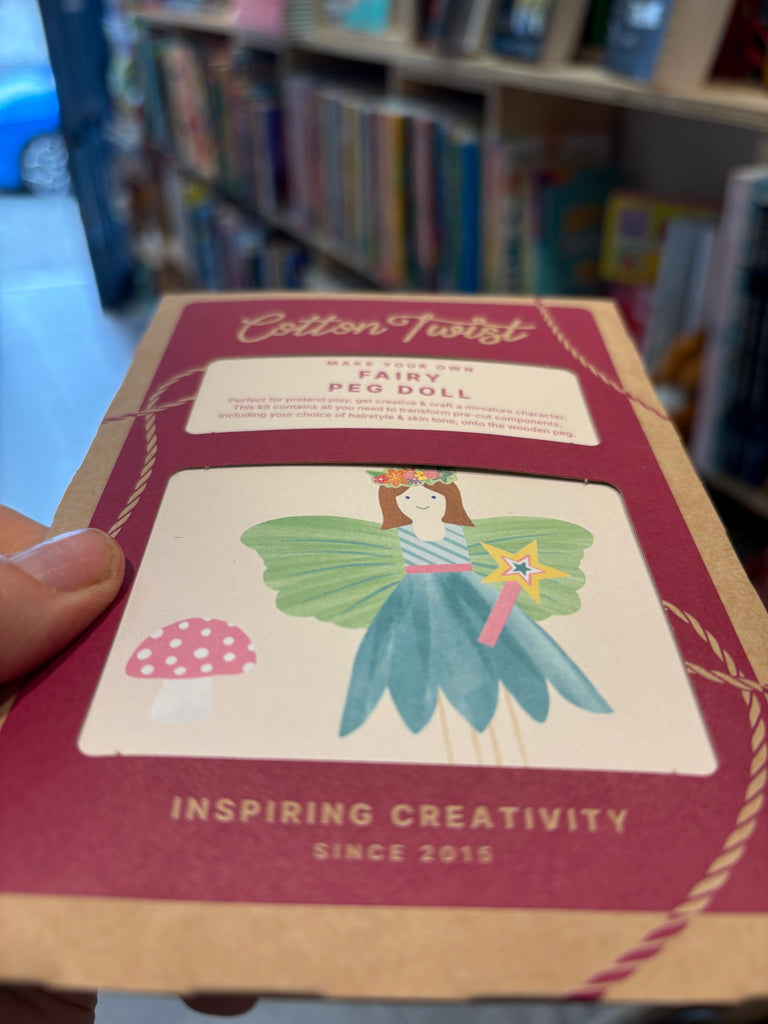 Cotton Twist
MAKE YOUR OWN
FAIRY
PEG DOLL
Perfect for pretend play, get creative & craft a miniature character.
This kit contains all you need to transform pre-cut components,
including your choice of hairstyle & skin tone, onto the wooden peg.
INSPIRING CREATIVITY
SINCE 2015